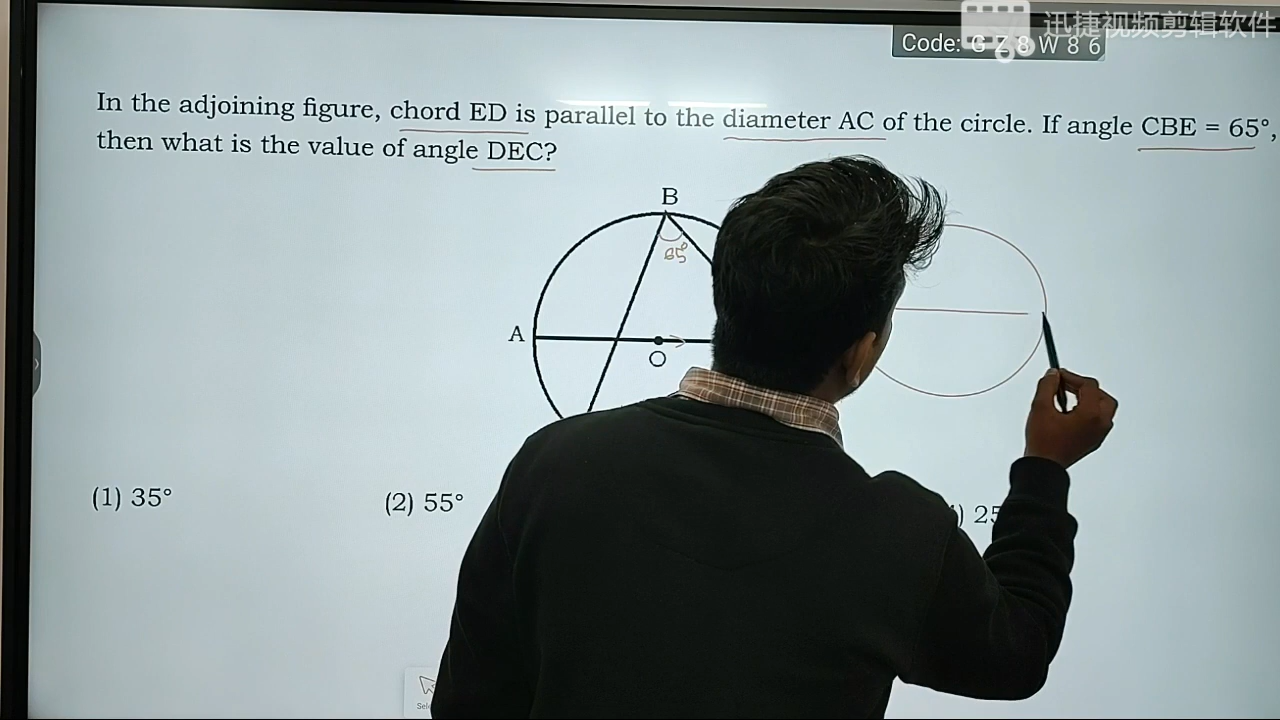 迅捷视频剪辑软件
Code: G Z 8 W 8 6
In the adjoining figure, chord ED is parallel to the diameter AC of the circle. If angle CBE = 65°,
then what is the value of angle DEC?
B
65°
A
O
(1) 35°
(2) 55°
) 25